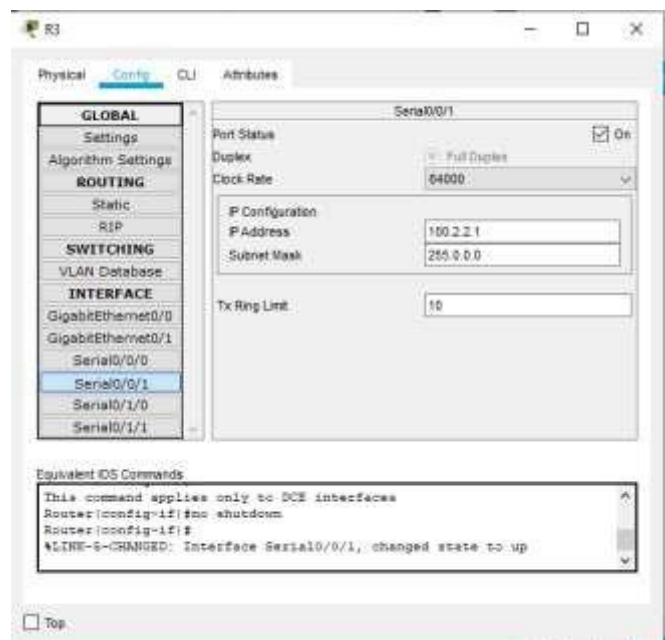 R3
Physical Config CLI Attributes
GLOBAL
Settings
Algorithm Settings
ROUTING
Static
RIP
SWITCHING
VLAN Database
INTERFACE
GigabitEthernet0/0
GigabitEthernet0/1
Serial0/0/0
Serial0/0/1
Serial0/1/0
Serial0/1/1
Serial0/0/1
Port Status On
Duplex Full Duplex
Clock Rate 64000
IP Configuration
IP Address 100.2.2.1
Subnet Mask 255.0.0.0
Tx Ring Limit 10
Equivalent IOS Commands
This command applies only to DCE interfaces
Router(config-if)#no shutdown
Router(config-if)#
%LINK-5-CHANGED: Interface Serial0/0/1, changed state to up
Top